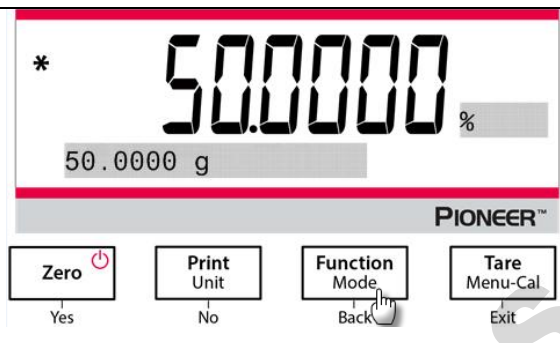 *
50.0000 %
50.0000 g
PIONEER™
Zero Print Function Tare
Unit Mode Menu-Cal
Yes No Back Exit